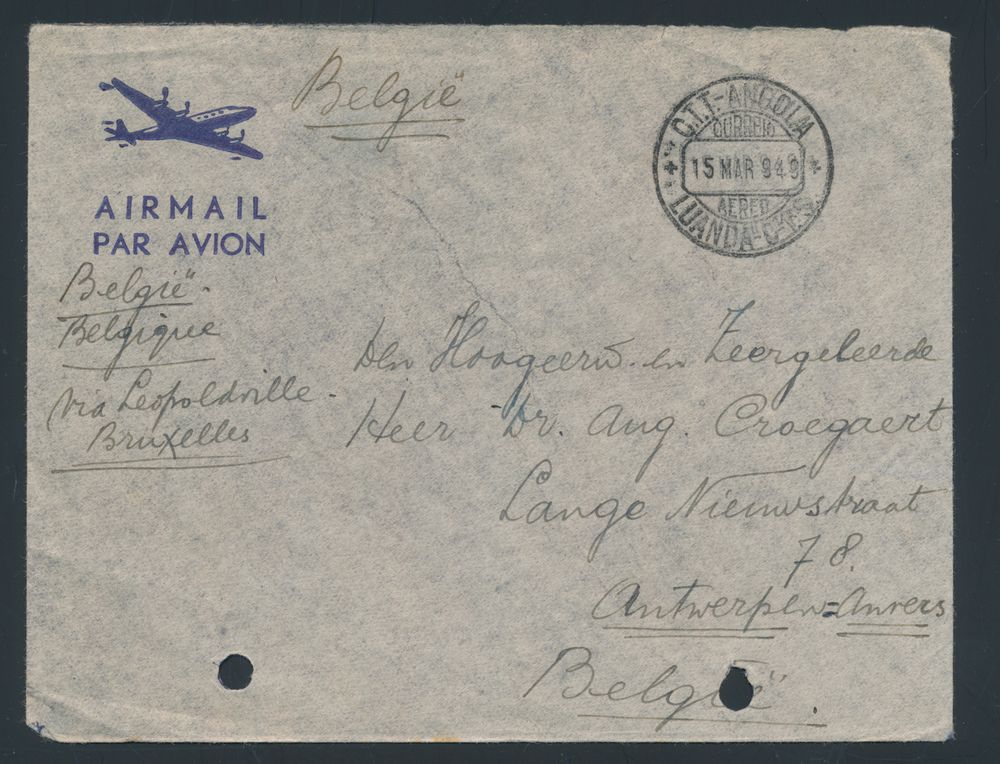 België
AIRMAIL
PAR AVION
C.T.T.-ANGOLA
CORREIO
15 MAR 949
AEREO
LUANDA-C-
België.
Belgique
via Leopoldville.
Bruxelles
Den Hoogeerw. en Zeergeleerde
Heer Dr. Aug. Croegaert
Lange Nieuwstraat
78.
Antwerpen=Anvers
België.